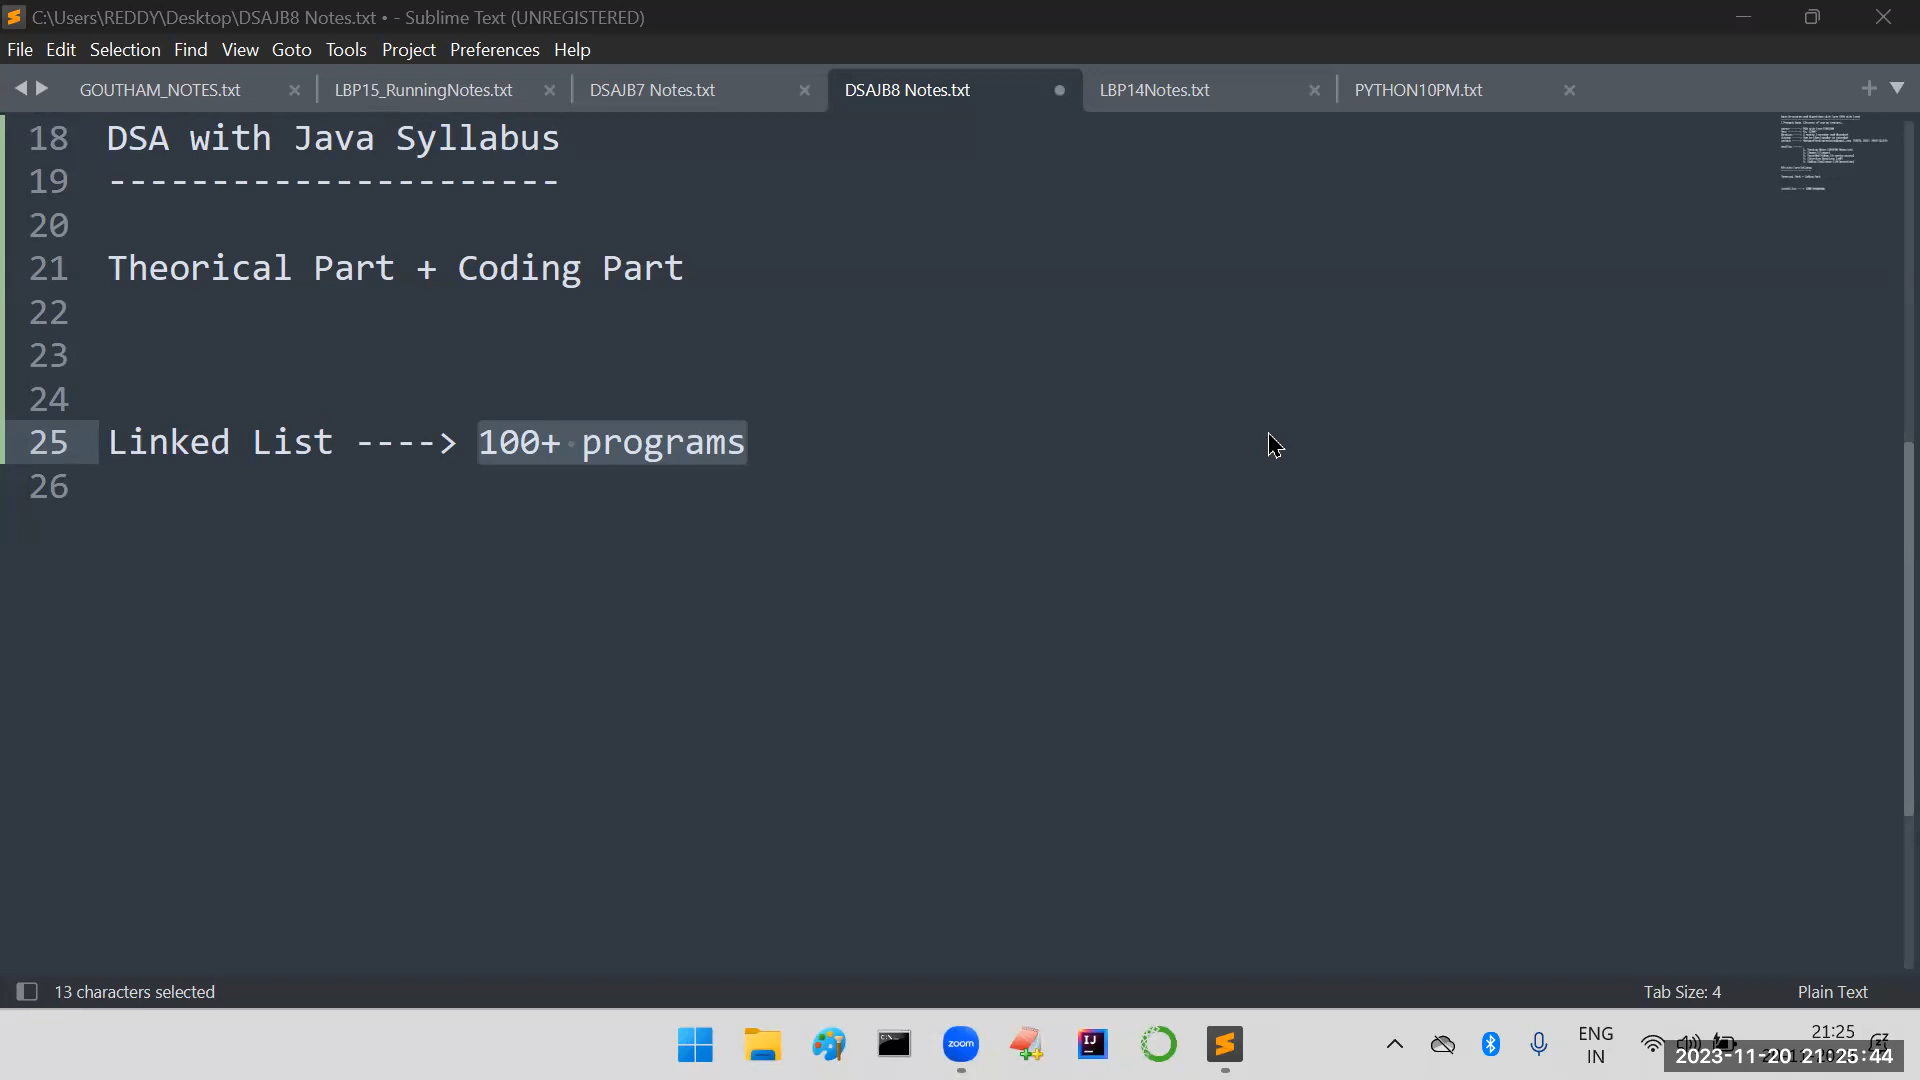 C:\Users\REDDY\Desktop\DSAJB8 Notes.txt • - Sublime Text (UNREGISTERED)
File Edit Selection Find View Goto Tools Project Preferences Help
GOUTHAM_NOTES.txt LBP15_RunningNotes.txt DSAJB7 Notes.txt DSAJB8 Notes.txt LBP14Notes.txt PYTHON10PM.txt
18 DSA with Java Syllabus
19 ----------------------
20
21 Theorical Part + Coding Part
22
23
24
25 Linked List ----> 100+ programs
26
13 characters selected Tab Size: 4 Plain Text
zoom IJ ENG 21:25
IN
2023-11-20 21:25:44